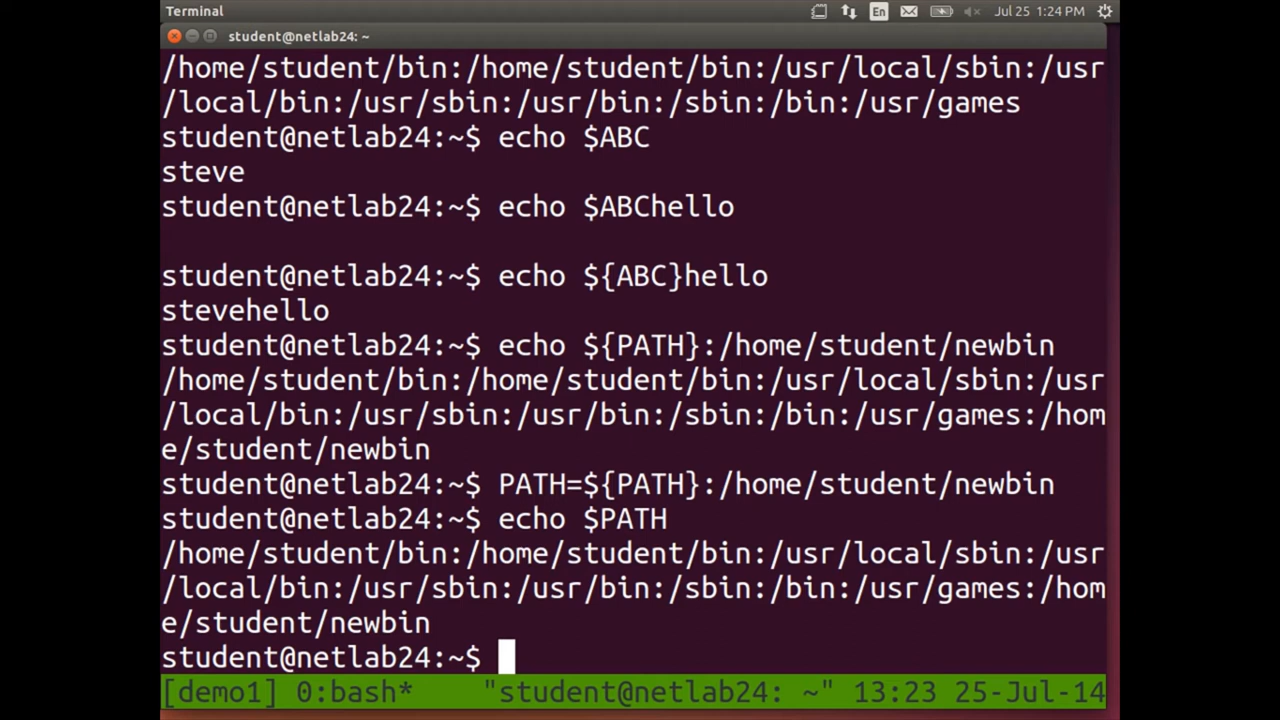 Terminal
En
Jul 25 1:24 PM
student@netlab24: ~
/home/student/bin:/home/student/bin:/usr/local/sbin:/usr
/local/bin:/usr/sbin:/usr/bin:/sbin:/bin:/usr/games
student@netlab24:~$ echo $ABC
steve
student@netlab24:~$ echo $ABChello
student@netlab24:~$ echo ${ABC}hello
stevehello
student@netlab24:~$ echo ${PATH}:/home/student/newbin
/home/student/bin:/home/student/bin:/usr/local/sbin:/usr
/local/bin:/usr/sbin:/usr/bin:/sbin:/bin:/usr/games:/hom
e/student/newbin
student@netlab24:~$ PATH=${PATH}:/home/student/newbin
student@netlab24:~$ echo $PATH
/home/student/bin:/home/student/bin:/usr/local/sbin:/usr
/local/bin:/usr/sbin:/usr/bin:/sbin:/bin:/usr/games:/hom
e/student/newbin
student@netlab24:~$
[demo1] 0:bash* "student@netlab24: ~" 13:23 25-Jul-14